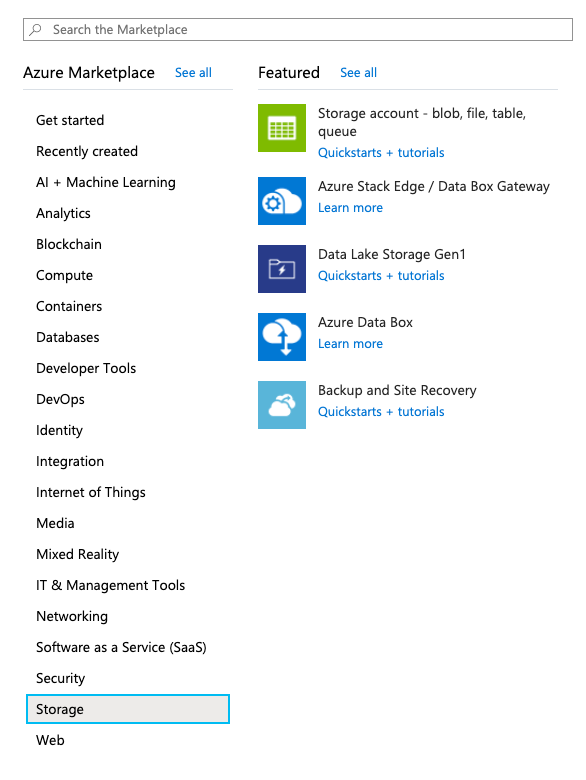 Search the Marketplace
Azure Marketplace See all
Get started
Recently created
AI + Machine Learning
Analytics
Blockchain
Compute
Containers
Databases
Developer Tools
DevOps
Identity
Integration
Internet of Things
Media
Mixed Reality
IT & Management Tools
Networking
Software as a Service (SaaS)
Security
Storage
Web
Featured See all
Storage account - blob, file, table,
queue
Quickstarts + tutorials
Azure Stack Edge / Data Box Gateway
Learn more
Data Lake Storage Gen1
Quickstarts + tutorials
Azure Data Box
Learn more
Backup and Site Recovery
Quickstarts + tutorials